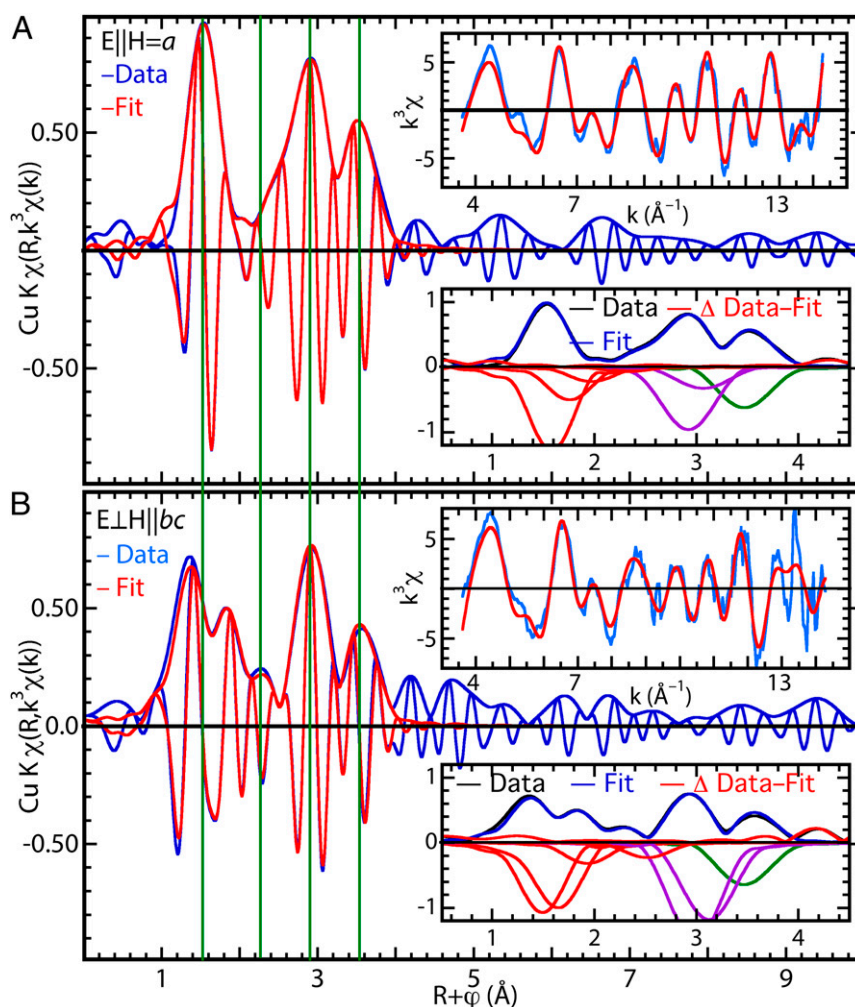 A
E||H=a
–Data
–Fit
Cu K χ(R,k³χ(k))
0.50
0
-0.50
k³χ
5
-5
4
7
k (Å⁻¹)
13
1
0
-1
Data
Δ Data–Fit
Fit
1
2
3
4
B
E⊥H||bc
– Data
– Fit
Cu K χ(R,k³χ(k))
0.50
0.0
-0.50
k³χ
5
-5
4
7
k (Å⁻¹)
13
1
0
-1
Data
Fit
Δ Data–Fit
1
2
3
4
1
3
5
7
9
R+φ (Å)